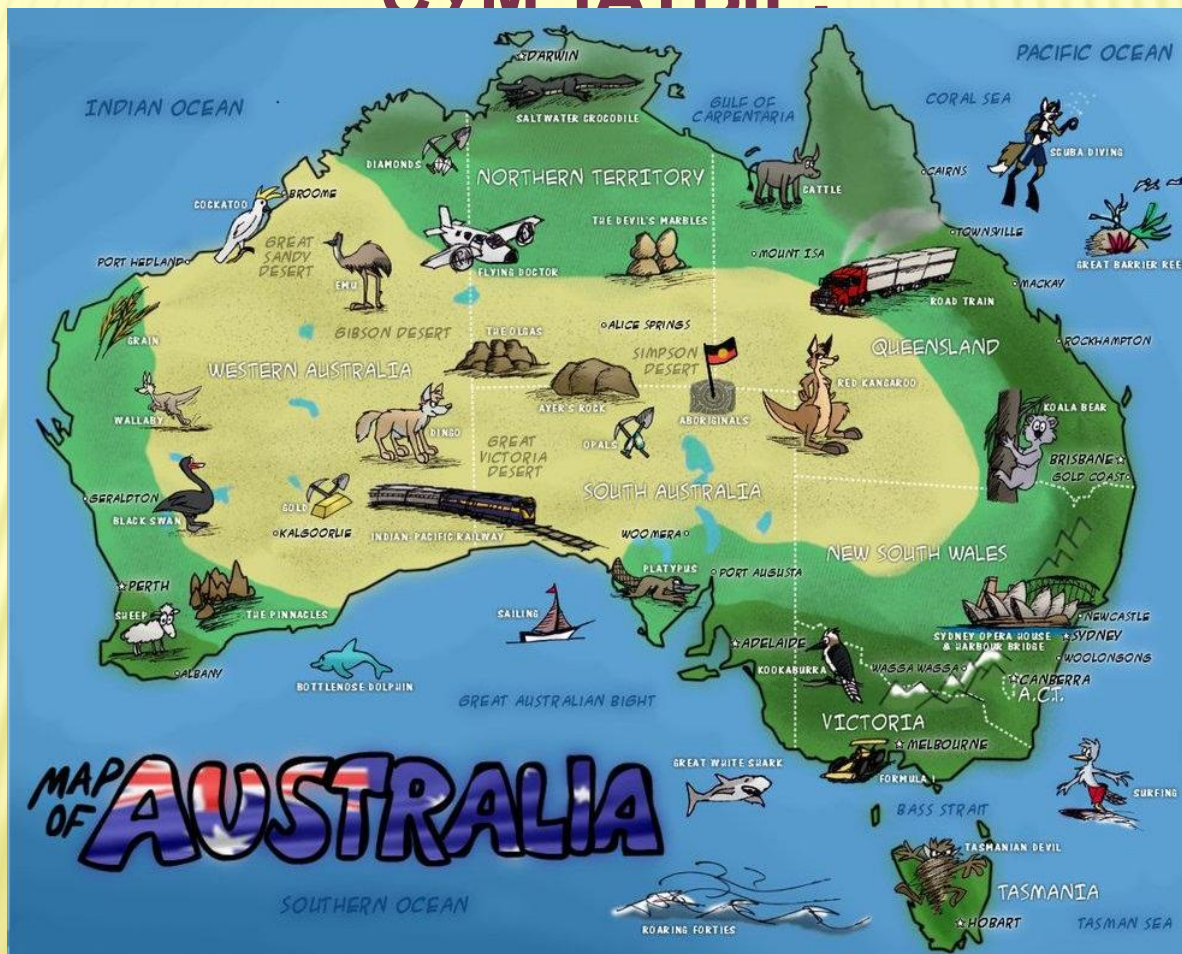 PACIFIC OCEAN
INDIAN OCEAN
DARWIN
CORAL SEA
GULF OF
CARPENTARIA
SALTWATER CROCODILE
SCUBA DIVING
DIAMONDS
NORTHERN TERRITORY
CAIRNS
CATTLE
COCKATOO
BROOME
THE DEVIL'S MARBLES
TOWNSVILLE
GREAT
SANDY
DESERT
PORT HEDLAND
MOUNT ISA
GREAT BARRIER REE
FLYING DOCTOR
EMU
MACKAY
ROAD TRAIN
GIBSON DESERT
THE OLGAS
ALICE SPRINGS
GRAIN
SIMPSON
DESERT
QUEENSLAND
ROCKHAMPTON
WESTERN AUSTRALIA
RED KANGAROO
AYER'S ROCK
ABORIGINALS
KOALA BEAR
WALLABY
DINGO
GREAT
VICTORIA
DESERT
OPALS
BRISBANE
GOLD COAST
GERALDTON
SOUTH AUSTRALIA
GOLD
BLACK SWAN
KALGOORLIE
INDIAN-PACIFIC RAILWAY
WOOMERA
NEW SOUTH WALES
PLATYPUS
PORT AUGUSTA
PERTH
SHEEP
THE PINNACLES
SAILING
NEWCASTLE
SYDNEY OPERA HOUSE
& HARBOUR BRIDGE
SYDNEY
ADELAIDE
WOOLONGONG
KOOKABURRA
WAGGA WAGGA
ALBANY
CANBERRA
A.C.T.
BOTTLENOSE DOLPHIN
GREAT AUSTRALIAN BIGHT
VICTORIA
MELBOURNE
GREAT WHITE SHARK
FORMULA 1
MAP
OF
AUSTRALIA
SURFING
BASS STRAIT
TASMANIAN DEVIL
TASMANIA
SOUTHERN OCEAN
HOBART
TASMAN SEA
ROARING FORTIES